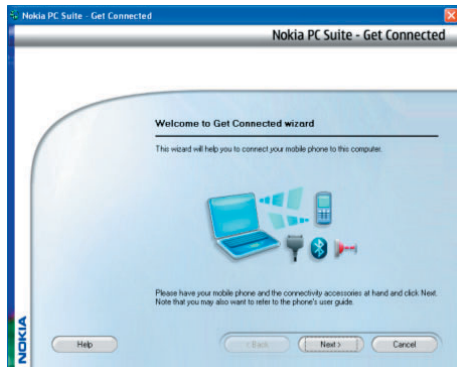 Nokia PC Suite - Get Connected
Nokia PC Suite - Get Connected
Welcome to Get Connected wizard
This wizard will help you to connect your mobile phone to this computer.
Please have your mobile phone and the connectivity accessories at hand and click Next.
Note that you may also want to refer to the phone's user guide.
NOKIA
Help
< Back
Next >
Cancel